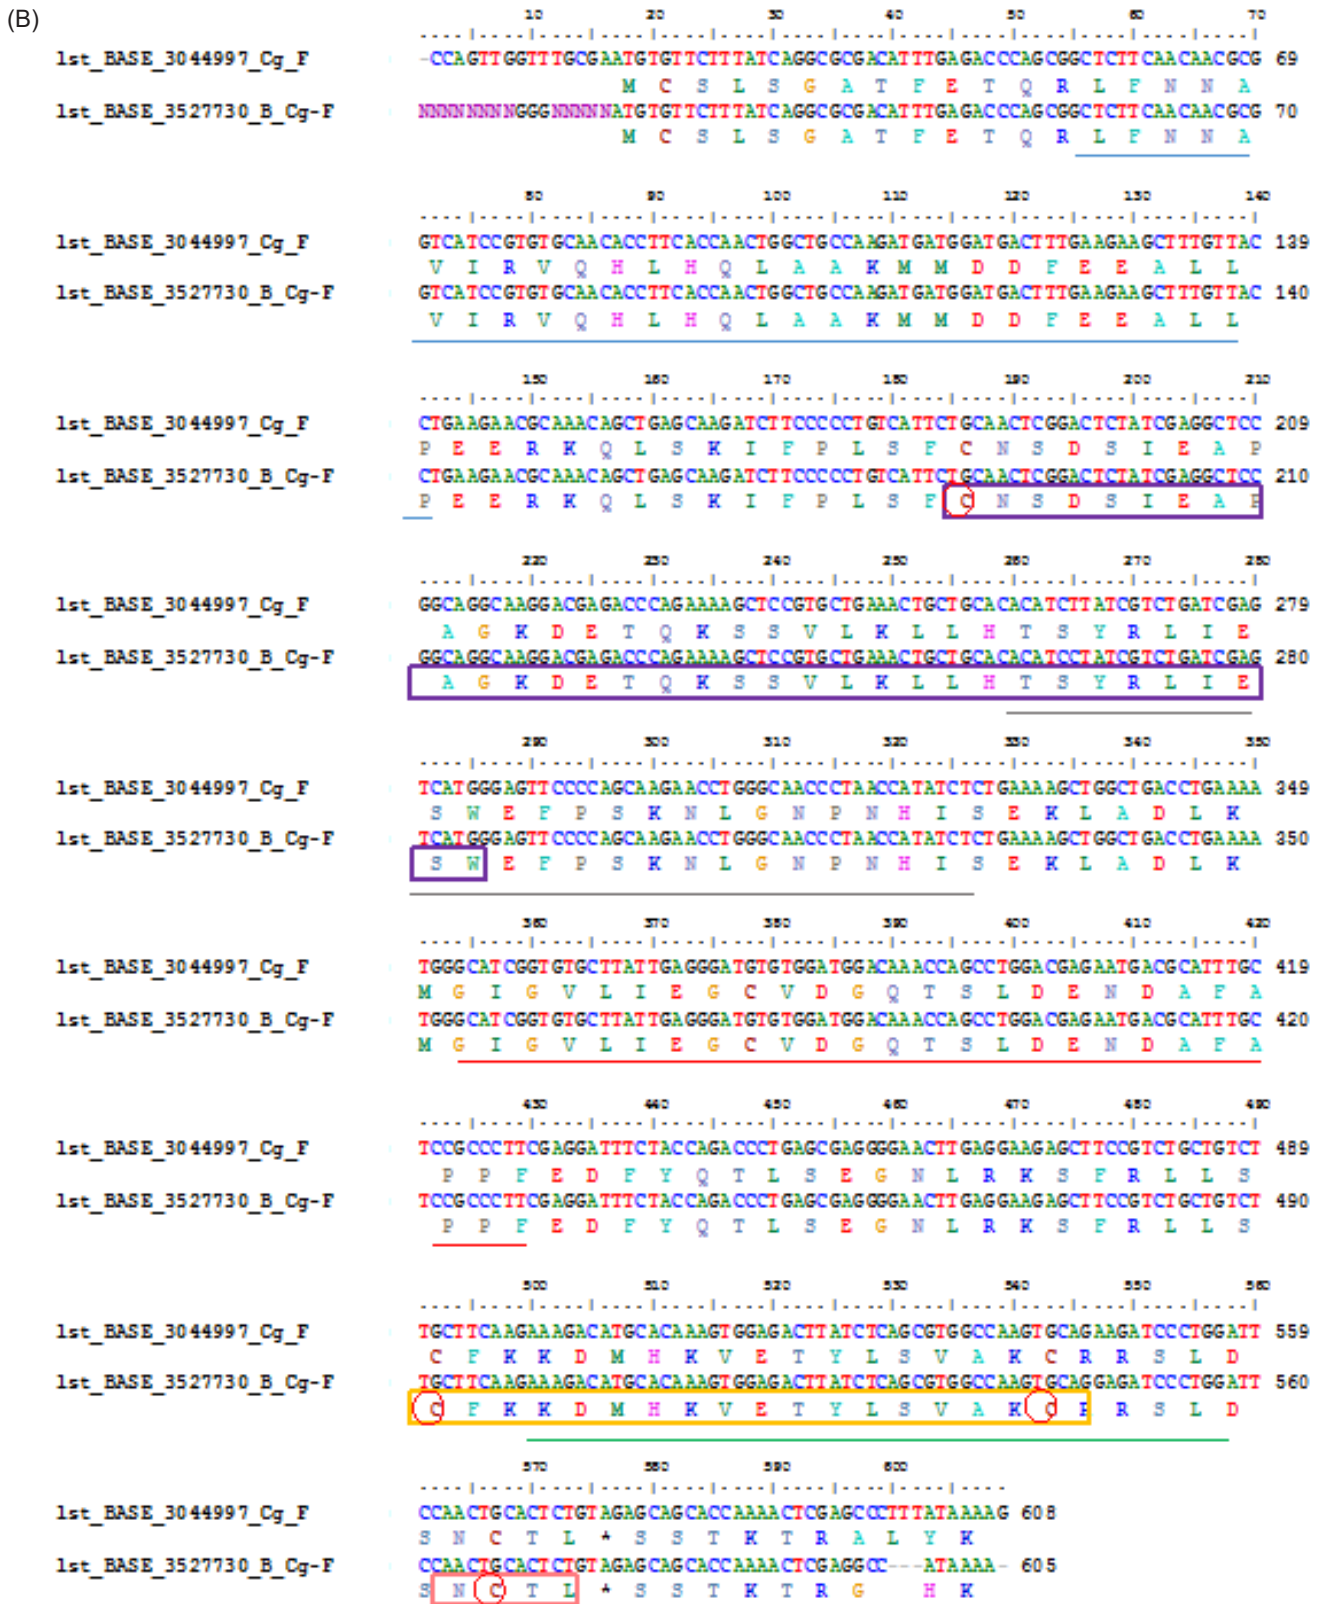 (B)
10 20 30 40 50 60 70
....|....|....|....|....|....|....|....|....|....|....|....|....|....|
1st_BASE_3044997_Cg_F -CCAGTTGGTTTGCGAATGTGTTCTTTATCAGGCGCGACATTTGAGACCCAGCGGCTCTTCAACAACGCG 69
M C S L S G A T F E T Q R L F N N A
1st_BASE_3527730_B_Cg-F NNNNNNNNGGGNNNNNATGTGTTCTTTATCAGGCGCGACATTTGAGACCCAGCGGCTCTTCAACAACGCG 70
M C S L S G A T F E T Q R L F N N A
80 90 100 110 120 130 140
....|....|....|....|....|....|....|....|....|....|....|....|....|....|
1st_BASE_3044997_Cg_F GTCATCCGTGTGCAACACCTTCACCAACTGGCTGCCAAGATGATGGATGACTTTGAAGAAGCTTTGTTAC 139
V I R V Q H L H Q L A A K M M D D F E E A L L
1st_BASE_3527730_B_Cg-F GTCATCCGTGTGCAACACCTTCACCAACTGGCTGCCAAGATGATGGATGACTTTGAAGAAGCTTTGTTAC 140
V I R V Q H L H Q L A A K M M D D F E E A L L
150 160 170 180 190 200 210
....|....|....|....|....|....|....|....|....|....|....|....|....|....|
1st_BASE_3044997_Cg_F CTGAAGAACGCAAACAGCTGAGCAAGATCTTCCCCCTGTCATTCTGCAACTCGGACTCTATCGAGGCTCC 209
P E E R K Q L S K I F P L S F C N S D S I E A P
1st_BASE_3527730_B_Cg-F CTGAAGAACGCAAACAGCTGAGCAAGATCTTCCCCCTGTCATTCTGCAACTCGGACTCTATCGAGGCTCC 210
P E E R K Q L S K I F P L S F C N S D S I E A P
220 230 240 250 260 270 280
....|....|....|....|....|....|....|....|....|....|....|....|....|....|
1st_BASE_3044997_Cg_F GGCAGGCAAGGACGAGACCCAGAAAAGCTCCGTGCTGAAACTGCTGCACACATCTTATCGTCTGATCGAG 279
A G K D E T Q K S S V L K L L H T S Y R L I E
1st_BASE_3527730_B_Cg-F GGCAGGCAAGGACGAGACCCAGAAAAGCTCCGTGCTGAAACTGCTGCACACATCCTATCGTCTGATCGAG 280
A G K D E T Q K S S V L K L L H T S Y R L I E
290 300 310 320 330 340 350
....|....|....|....|....|....|....|....|....|....|....|....|....|....|
1st_BASE_3044997_Cg_F TCATGGGAGTTCCCCAGCAAGAACCTGGGCAACCCTAACCATATCTCTGAAAAGCTGGCTGACCTGAAAA 349
S W E F P S K N L G N P N H I S E K L A D L K
1st_BASE_3527730_B_Cg-F TCATGGGAGTTCCCCAGCAAGAACCTGGGCAACCCTAACCATATCTCTGAAAAGCTGGCTGACCTGAAAA 350
S W E F P S K N L G N P N H I S E K L A D L K
360 370 380 390 400 410 420
....|....|....|....|....|....|....|....|....|....|....|....|....|....|
1st_BASE_3044997_Cg_F TGGGCATCGGTGTGCTTATTGAGGGATGTGTGGATGGACAAACCAGCCTGGACGAGAATGACGCATTTGC 419
M G I G V L I E G C V D G Q T S L D E N D A F A
1st_BASE_3527730_B_Cg-F TGGGCATCGGTGTGCTTATTGAGGGATGTGTGGATGGACAAACCAGCCTGGACGAGAATGACGCATTTGC 420
M G I G V L I E G C V D G Q T S L D E N D A F A
430 440 450 460 470 480 490
....|....|....|....|....|....|....|....|....|....|....|....|....|....|
1st_BASE_3044997_Cg_F TCCGCCCTTCGAGGATTTCTACCAGACCCTGAGCGAGGGGAACTTGAGGAAGAGCTTCCGTCTGCTGTCT 489
P P F E D F Y Q T L S E G N L R K S F R L L S
1st_BASE_3527730_B_Cg-F TCCGCCCTTCGAGGATTTCTACCAGACCCTGAGCGAGGGGAACTTGAGGAAGAGCTTCCGTCTGCTGTCT 490
P P F E D F Y Q T L S E G N L R K S F R L L S
500 510 520 530 540 550 560
....|....|....|....|....|....|....|....|....|....|....|....|....|....|
1st_BASE_3044997_Cg_F TGCTTCAAGAAAGACATGCACAAAGTGGAGACTTATCTCAGCGTGGCCAAGTGCAGAAGATCCCTGGATT 559
C F K K D M H K V E T Y L S V A K C R R S L D
1st_BASE_3527730_B_Cg-F TGCTTCAAGAAAGACATGCACAAAGTGGAGACTTATCTCAGCGTGGCCAAGTGCAGGAGATCCCTGGATT 560
C F K K D M H K V E T Y L S V A K C R R S L D
570 580 590 600
....|....|....|....|....|....|....|....|....|....
1st_BASE_3044997_Cg_F CCAACTGCACTCTGTAGAGCAGCACCAAAACTCGAGCCCTTTATAAAAG 608
S N C T L * S S T K T R A L Y K
1st_BASE_3527730_B_Cg-F CCAACTGCACTCTGTAGAGCAGCACCAAAACTCGAGGCC---ATAAAA- 605
S N C T L * S S T K T R G H K